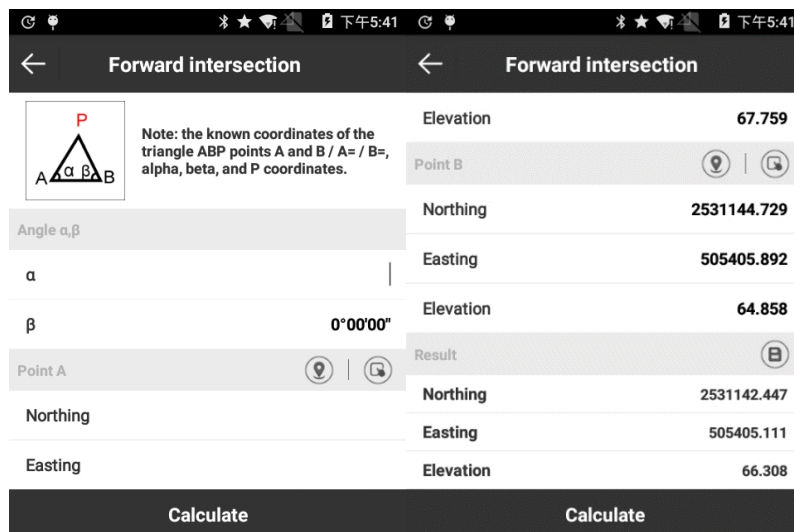 下午5:41
Forward intersection
P
A α β B
Note: the known coordinates of the
triangle ABP points A and B / A= / B=,
alpha, beta, and P coordinates.
Angle α,β
α
β 0°00'00"
Point A
Northing
Easting
Calculate
下午5:41
Forward intersection
Elevation 67.759
Point B
Northing 2531144.729
Easting 505405.892
Elevation 64.858
Result
Northing 2531142.447
Easting 505405.111
Elevation 66.308
Calculate